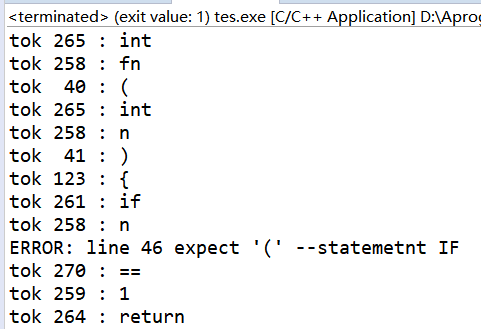 <terminated> (exit value: 1) tes.exe [C/C++ Application] D:\Aprog
tok 265 : int
tok 258 : fn
tok  40 : (
tok 265 : int
tok 258 : n
tok  41 : )
tok 123 : {
tok 261 : if
tok 258 : n
ERROR: line 46 expect '(' --statemetnt IF
tok 270 : ==
tok 259 : 1
tok 264 : return